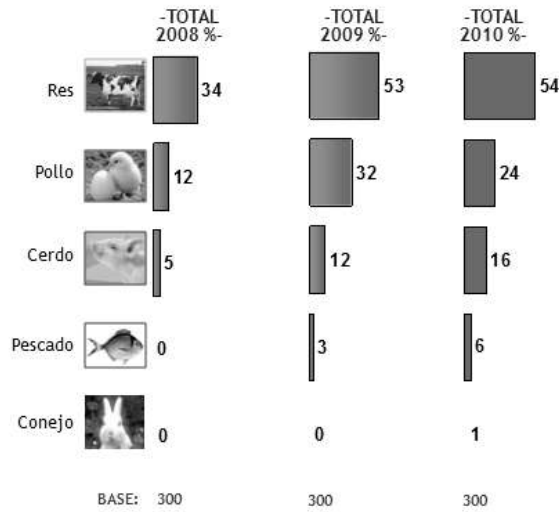 -TOTAL 2008 %-
-TOTAL 2009 %-
-TOTAL 2010 %-
Res 34 53 54
Pollo 12 32 24
Cerdo 5 12 16
Pescado 0 3 6
Conejo 0 0 1
BASE: 300 300 300